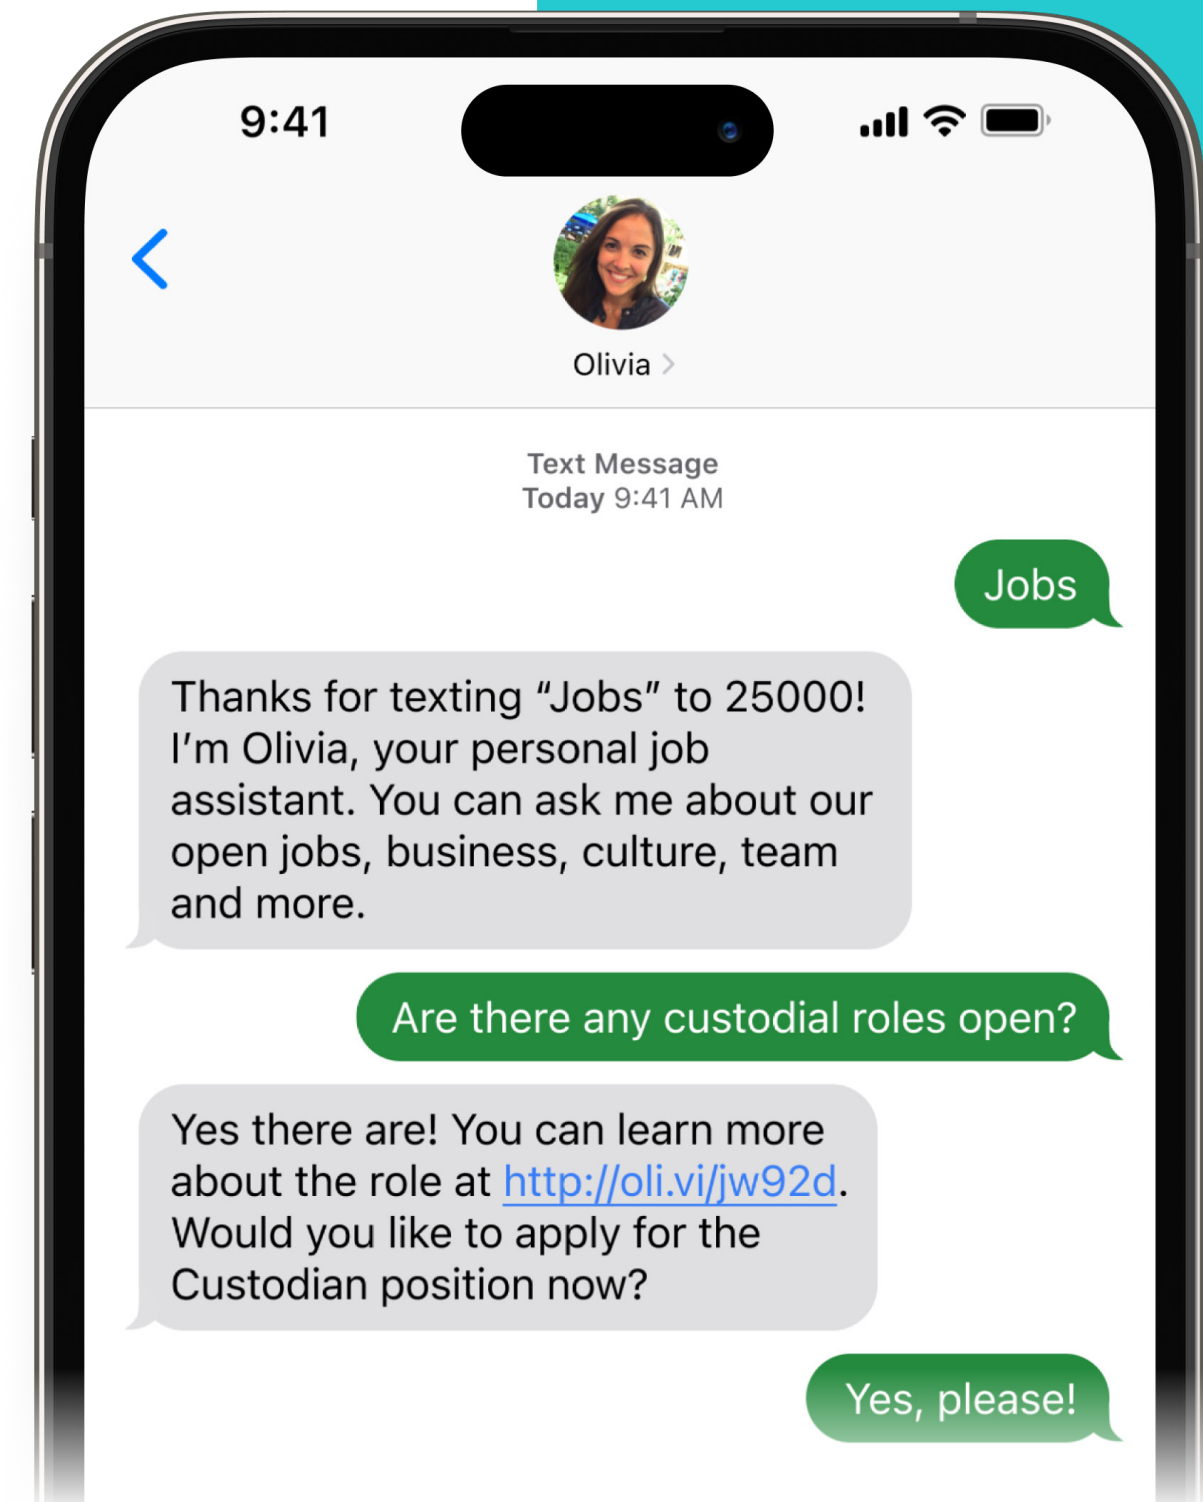 9:41
Olivia
Text Message
Today 9:41 AM
Jobs
Thanks for texting “Jobs” to 25000!
I’m Olivia, your personal job
assistant. You can ask me about our
open jobs, business, culture, team
and more.
Are there any custodial roles open?
Yes there are! You can learn more
about the role at http://oli.vi/jw92d.
Would you like to apply for the
Custodian position now?
Yes, please!